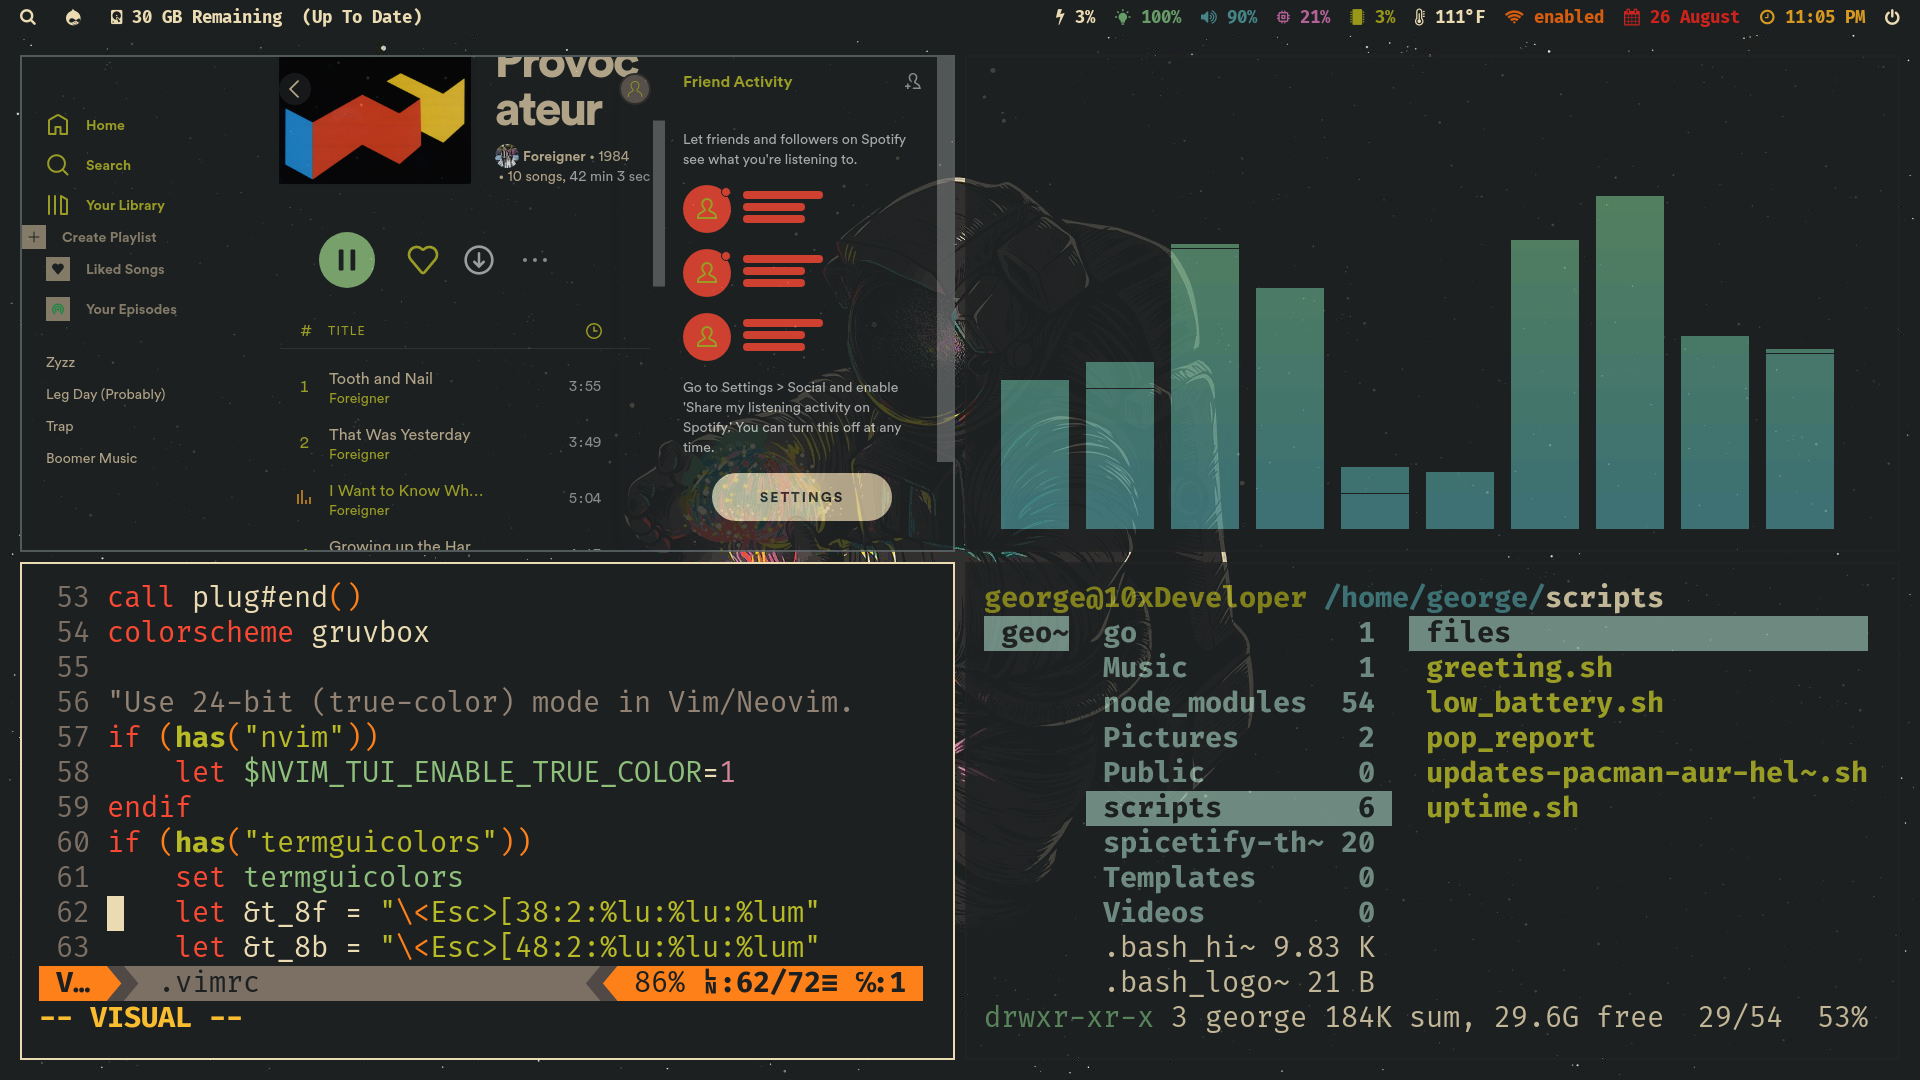 30 GB Remaining (Up To Date)
3% 100% 90% 21% 3% 111°F enabled 26 August 11:05 PM
Home
Search
Your Library
Create Playlist
Liked Songs
Your Episodes
Zyzz
Leg Day (Probably)
Trap
Boomer Music
Provoc
ateur
Foreigner • 1984
• 10 songs, 42 min 3 sec
# TITLE
1 Tooth and Nail 3:55
Foreigner
2 That Was Yesterday 3:49
Foreigner
I Want to Know Wh... 5:04
Foreigner
Growing up the Har
Friend Activity
Let friends and followers on Spotify
see what you're listening to.
Go to Settings > Social and enable
'Share my listening activity on
Spotify.' You can turn this off at any
time.
SETTINGS
53 call plug#end()
54 colorscheme gruvbox
55
56 "Use 24-bit (true-color) mode in Vim/Neovim.
57 if (has("nvim"))
58 let $NVIM_TUI_ENABLE_TRUE_COLOR=1
59 endif
60 if (has("termguicolors"))
61 set termguicolors
62 let &t_8f = "\<Esc>[38:2:%lu:%lu:%lum"
63 let &t_8b = "\<Esc>[48:2:%lu:%lu:%lum"
V... .vimrc 86% LN:62/72≡ ℅:1
-- VISUAL --
george@10xDeveloper /home/george/scripts
geo~ go 1 files
Music 1 greeting.sh
node_modules 54 low_battery.sh
Pictures 2 pop_report
Public 0 updates-pacman-aur-hel~.sh
scripts 6 uptime.sh
spicetify-th~ 20
Templates 0
Videos 0
.bash_hi~ 9.83 K
.bash_logo~ 21 B
drwxr-xr-x 3 george 184K sum, 29.6G free 29/54 53%